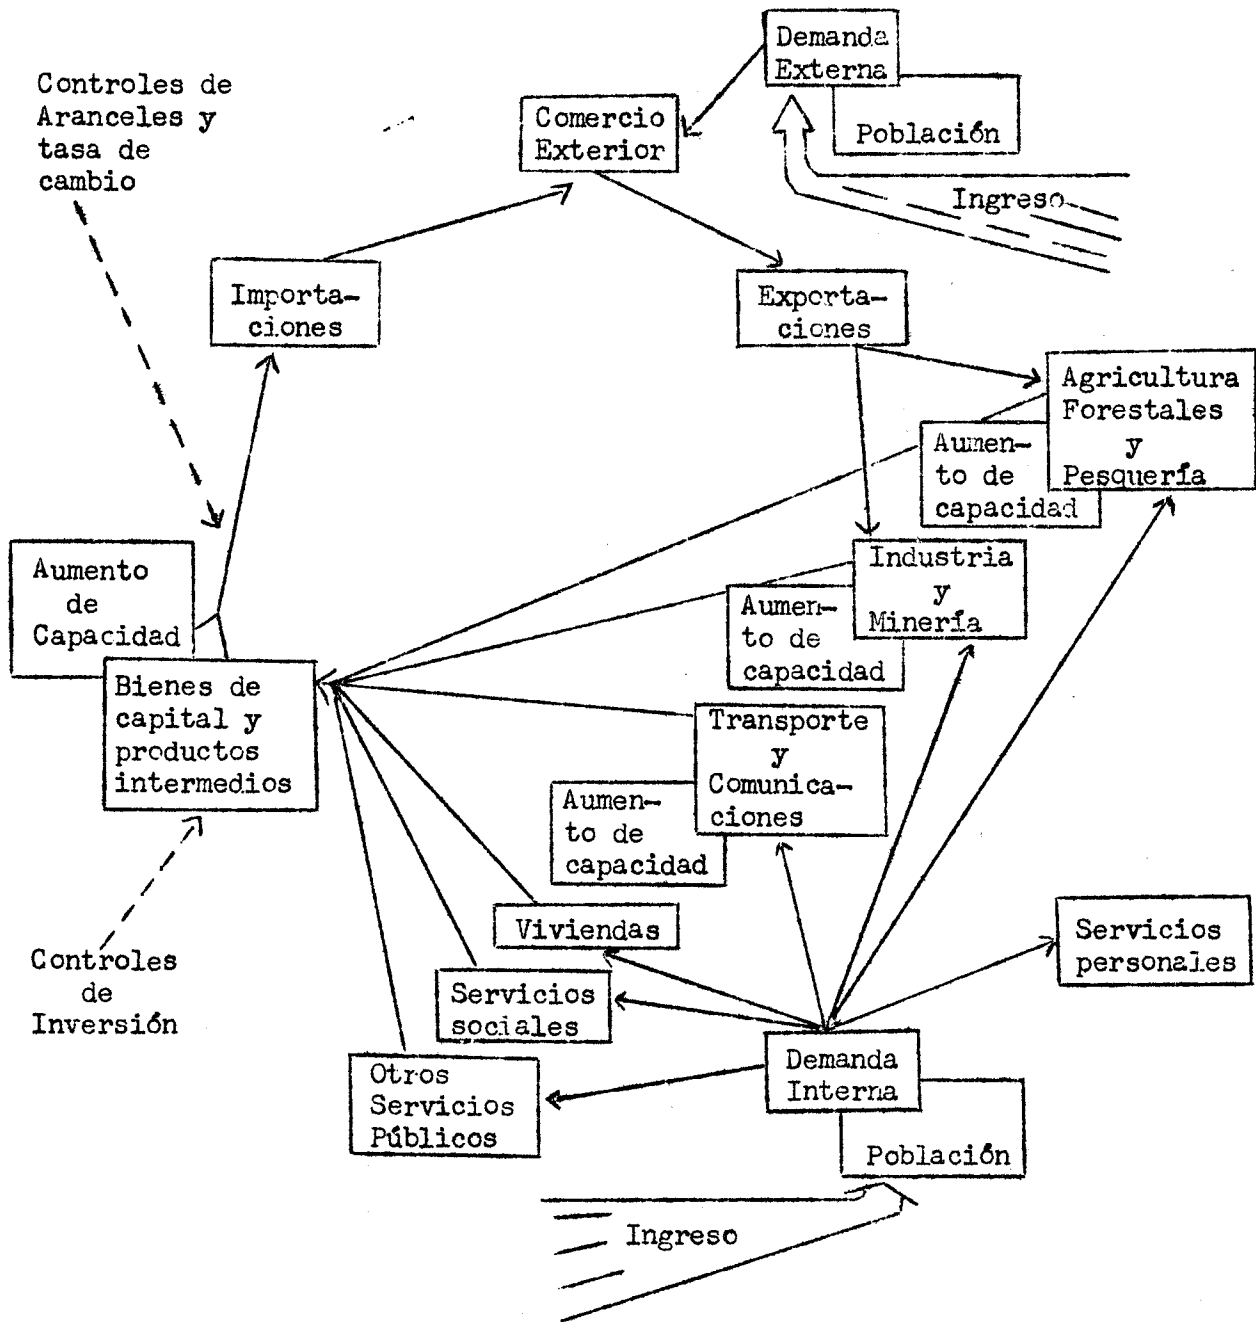 Demanda
Externa
Población
Ingreso
Controles de
Aranceles y
tasa de
cambio
Comercio
Exterior
Importa-
ciones
Exporta-
ciones
Agricultura
Forestales
y
Pesquería
Aumen-
to de
capacidad
Industria
y
Minería
Aumen-
to de
capacidad
Aumento
de
Capacidad
Bienes de
capital y
productos
intermedios
Transporte
y
Comunica-
ciones
Aumen-
to de
capacidad
Viviendas
Servicios
personales
Controles
de
Inversión
Servicios
sociales
Otros
Servicios
Públicos
Demanda
Interna
Población
Ingreso